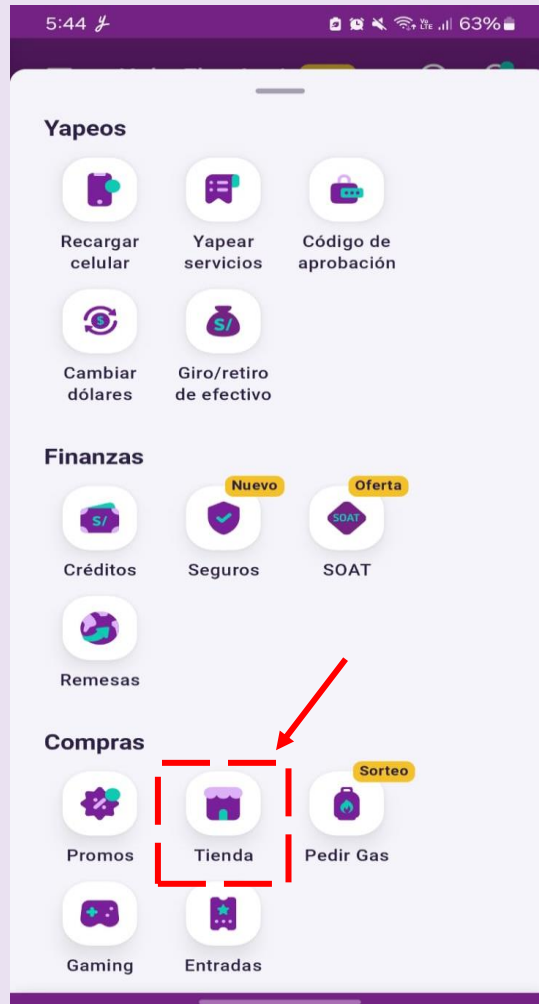 5:44
63%
Yapeos
Recargar celular
Yapear servicios
Código de aprobación
S/
Cambiar dólares
Giro/retiro de efectivo
Finanzas
Nuevo
Oferta
S/
SOAT
Créditos
Seguros
SOAT
Remesas
Compras
Sorteo
Promos
Tienda
Pedir Gas
Gaming
Entradas